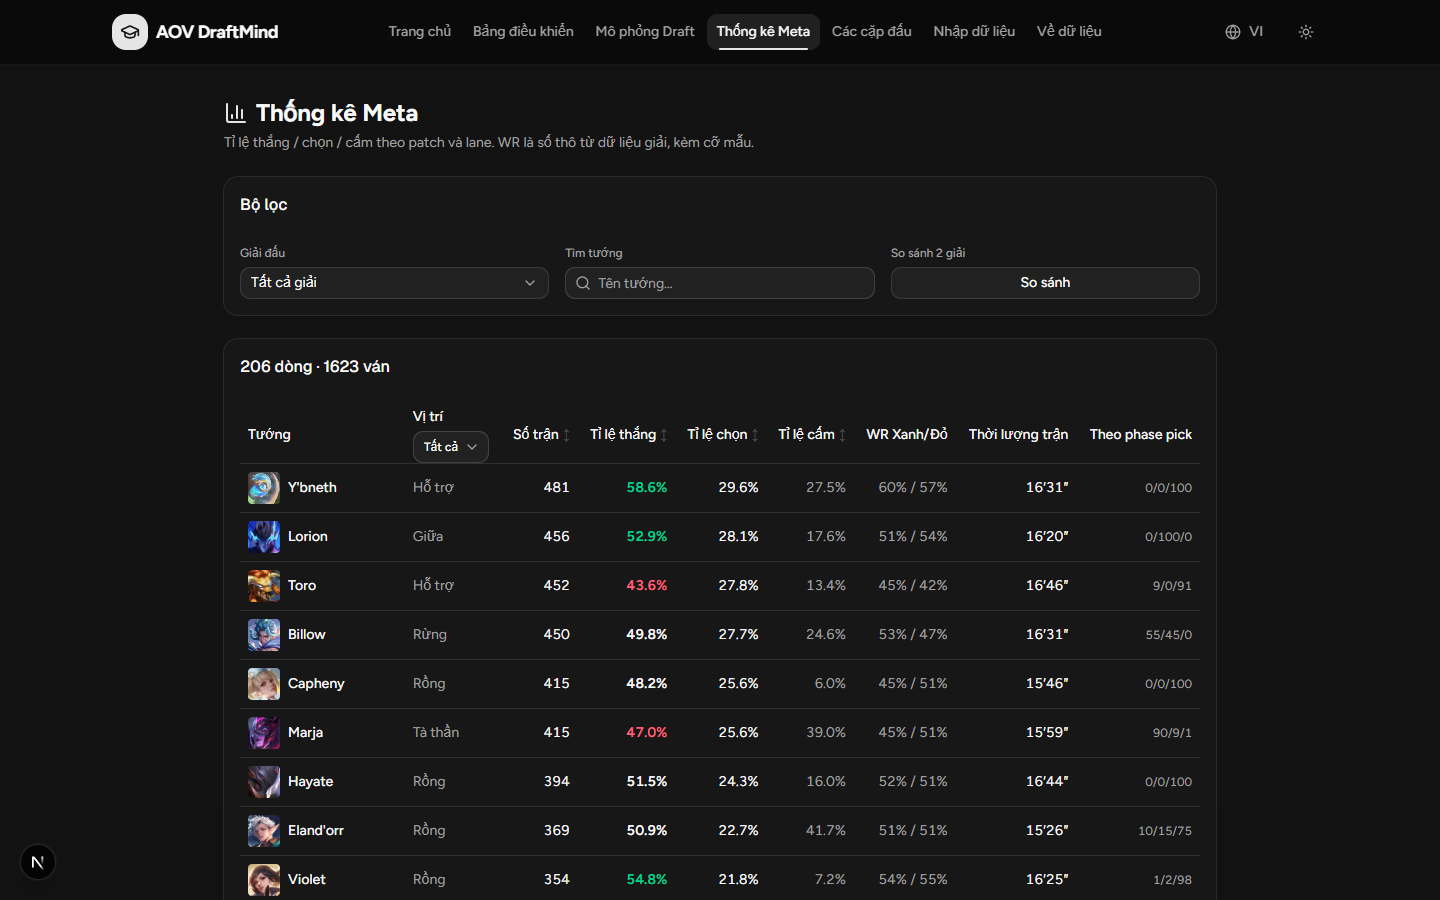 AOV DraftMind
Trang chủ Bảng điều khiển Mô phỏng Draft Thống kê Meta Các cặp đấu Nhập dữ liệu Về dữ liệu VI
Thống kê Meta
Tỉ lệ thắng / chọn / cấm theo patch và lane. WR là số thô từ dữ liệu giải, kèm cỡ mẫu.
Bộ lọc
Giải đấu Tìm tướng So sánh 2 giải
Tất cả giải Tên tướng... So sánh
206 dòng · 1623 ván
Tướng Vị trí Tất cả Số trận Tỉ lệ thắng Tỉ lệ chọn Tỉ lệ cấm WR Xanh/Đỏ Thời lượng trận Theo phase pick
Y'bneth Hỗ trợ 481 58.6% 29.6% 27.5% 60% / 57% 16′31″ 0/0/100
Lorion Giữa 456 52.9% 28.1% 17.6% 51% / 54% 16′20″ 0/100/0
Toro Hỗ trợ 452 43.6% 27.8% 13.4% 45% / 42% 16′46″ 9/0/91
Billow Rừng 450 49.8% 27.7% 24.6% 53% / 47% 16′31″ 55/45/0
Capheny Rồng 415 48.2% 25.6% 6.0% 45% / 51% 15′46″ 0/0/100
Marja Tà thần 415 47.0% 25.6% 39.0% 45% / 51% 15′59″ 90/9/1
Hayate Rồng 394 51.5% 24.3% 16.0% 52% / 51% 16′44″ 0/0/100
Eland'orr Rồng 369 50.9% 22.7% 41.7% 51% / 51% 15′26″ 10/15/75
Violet Rồng 354 54.8% 21.8% 7.2% 54% / 55% 16′25″ 1/2/98
N